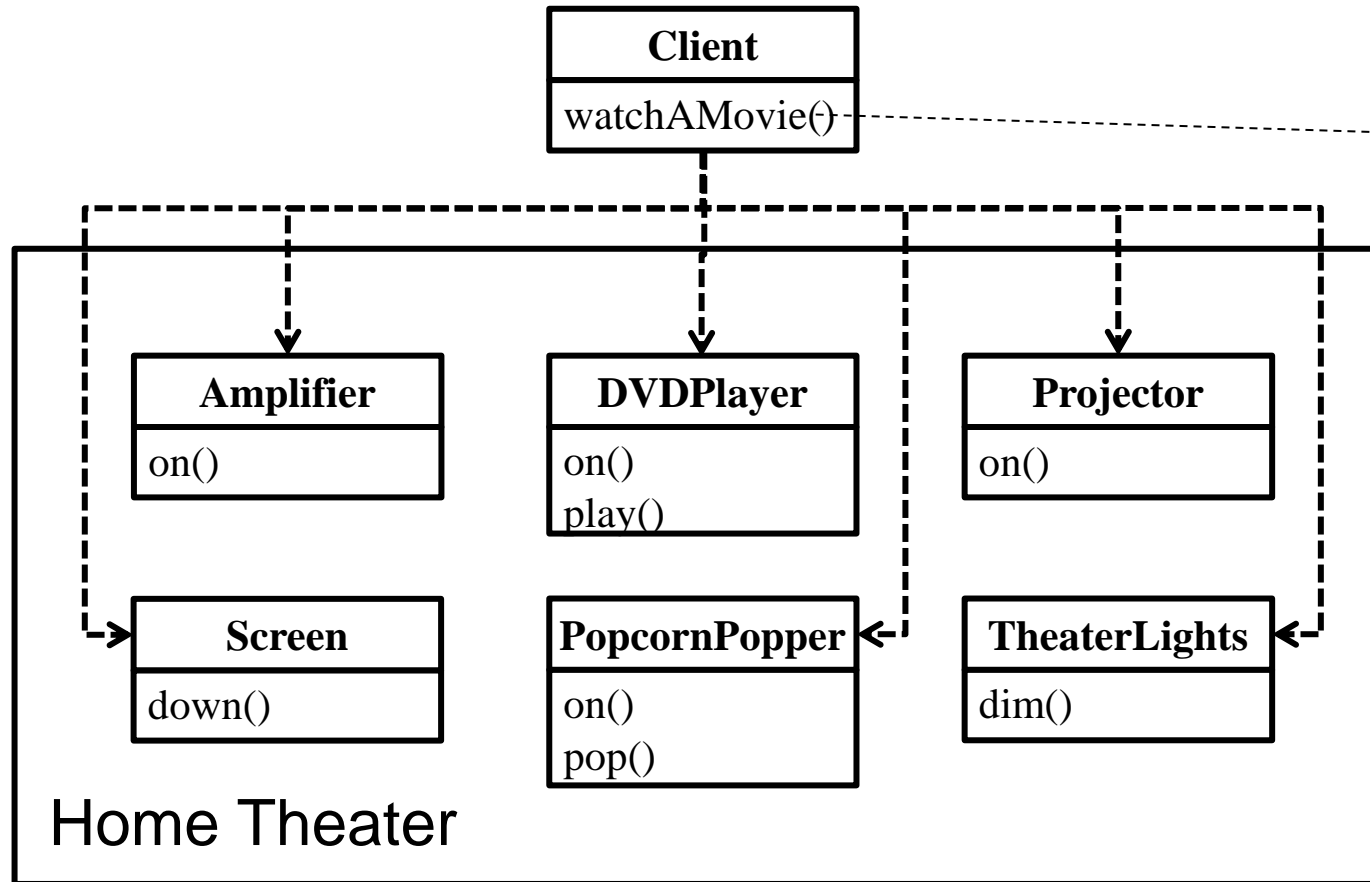 Client
watchAMovie()
Amplifier
on()
DVDPlayer
on()
play()
Projector
on()
Screen
down()
PopcornPopper
on()
pop()
TheaterLights
dim()
Home Theater